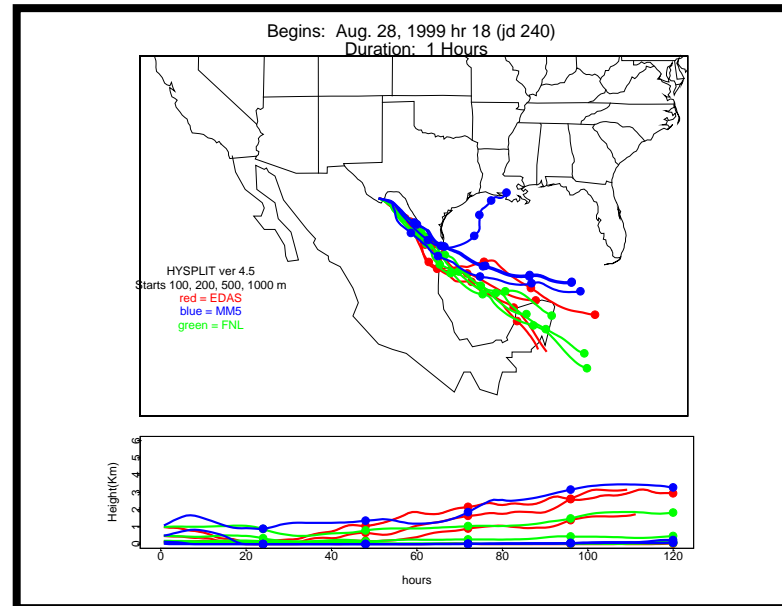 Begins: Aug. 28, 1999 hr 18 (jd 240)
Duration: 1 Hours
HYSPLIT ver 4.5
Starts 100, 200, 500, 1000 m
red = EDAS
blue = MM5
green = FNL
Height(Km)
6
5
4
3
2
1
0
0 20 40 60 80 100 120
hours